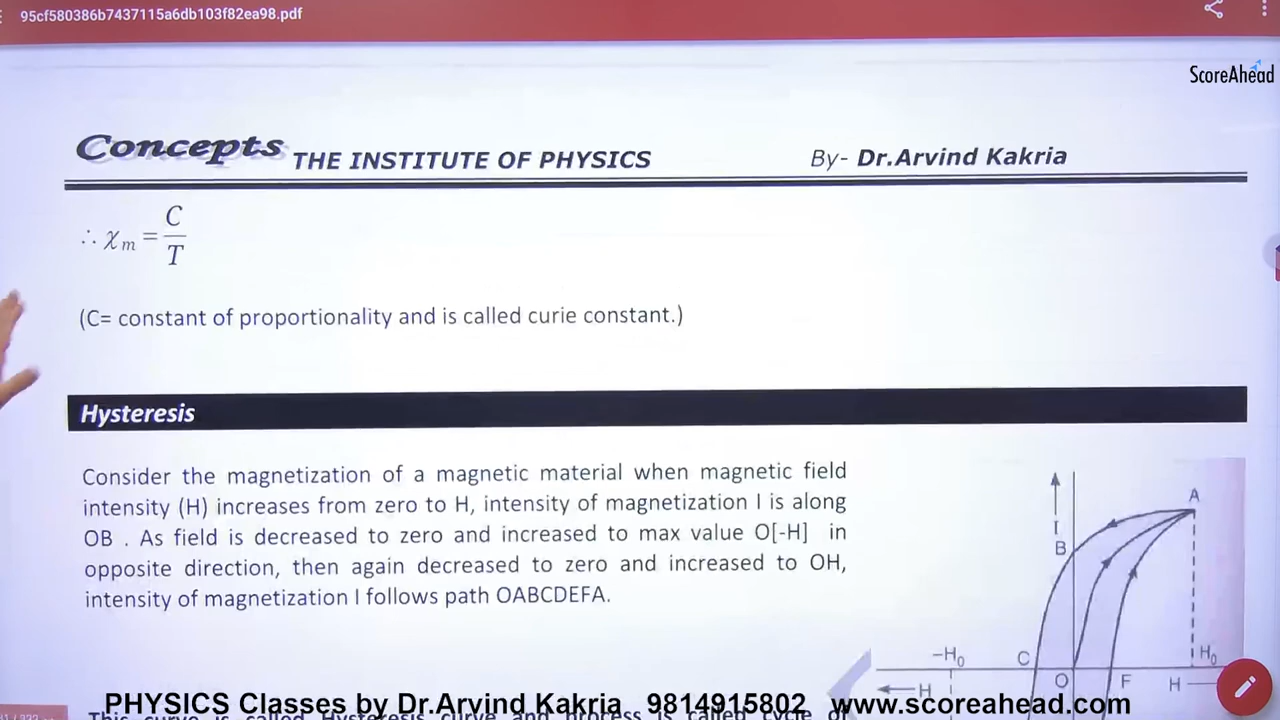 95cf580386b7437115a6db103f82ea98.pdf
ScoreAhead
Concepts THE INSTITUTE OF PHYSICS By- Dr.Arvind Kakria
∴ χm = C/T
(C= constant of proportionality and is called curie constant.)
Hysteresis
Consider the magnetization of a magnetic material when magnetic field
intensity (H) increases from zero to H, intensity of magnetization I is along
OB . As field is decreased to zero and increased to max value O[-H] in
opposite direction, then again decreased to zero and increased to OH,
intensity of magnetization I follows path OABCDEFA.
A
I
B
−H₀ C O F H₀
H H
PHYSICS Classes by Dr.Arvind Kakria 9814915802 www.scoreahead.com